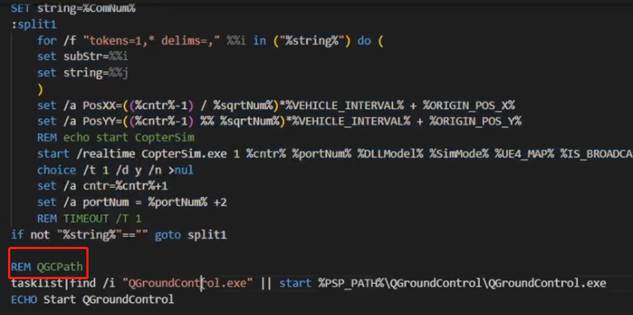 SET string=%ComNum%
:split1
for /f "tokens=1,* delims=," %%i in ("%string%") do (
set subStr=%%i
set string=%%j
)
set /a PosXX=((%cntr%-1) / %sqrtNum%)*%VEHICLE_INTERVAL% + %ORIGIN_POS_X%
set /a PosYY=((%cntr%-1) %% %sqrtNum%)*%VEHICLE_INTERVAL% + %ORIGIN_POS_Y%
REM echo start CopterSim
start /realtime CopterSim.exe 1 %cntr% %portNum% %DLLModel% %SimMode% %UE4_MAP% %IS_BROADCA
choice /t 1 /d y /n >nul
set /a cntr=%cntr%+1
set /a portNum = %portNum% +2
REM TIMEOUT /T 1
if not "%string%"=="" goto split1
REM QGCPath
tasklist|find /i "QGroundControl.exe" || start %PSP_PATH%\QGroundControl\QGroundControl.exe
ECHO Start QGroundControl